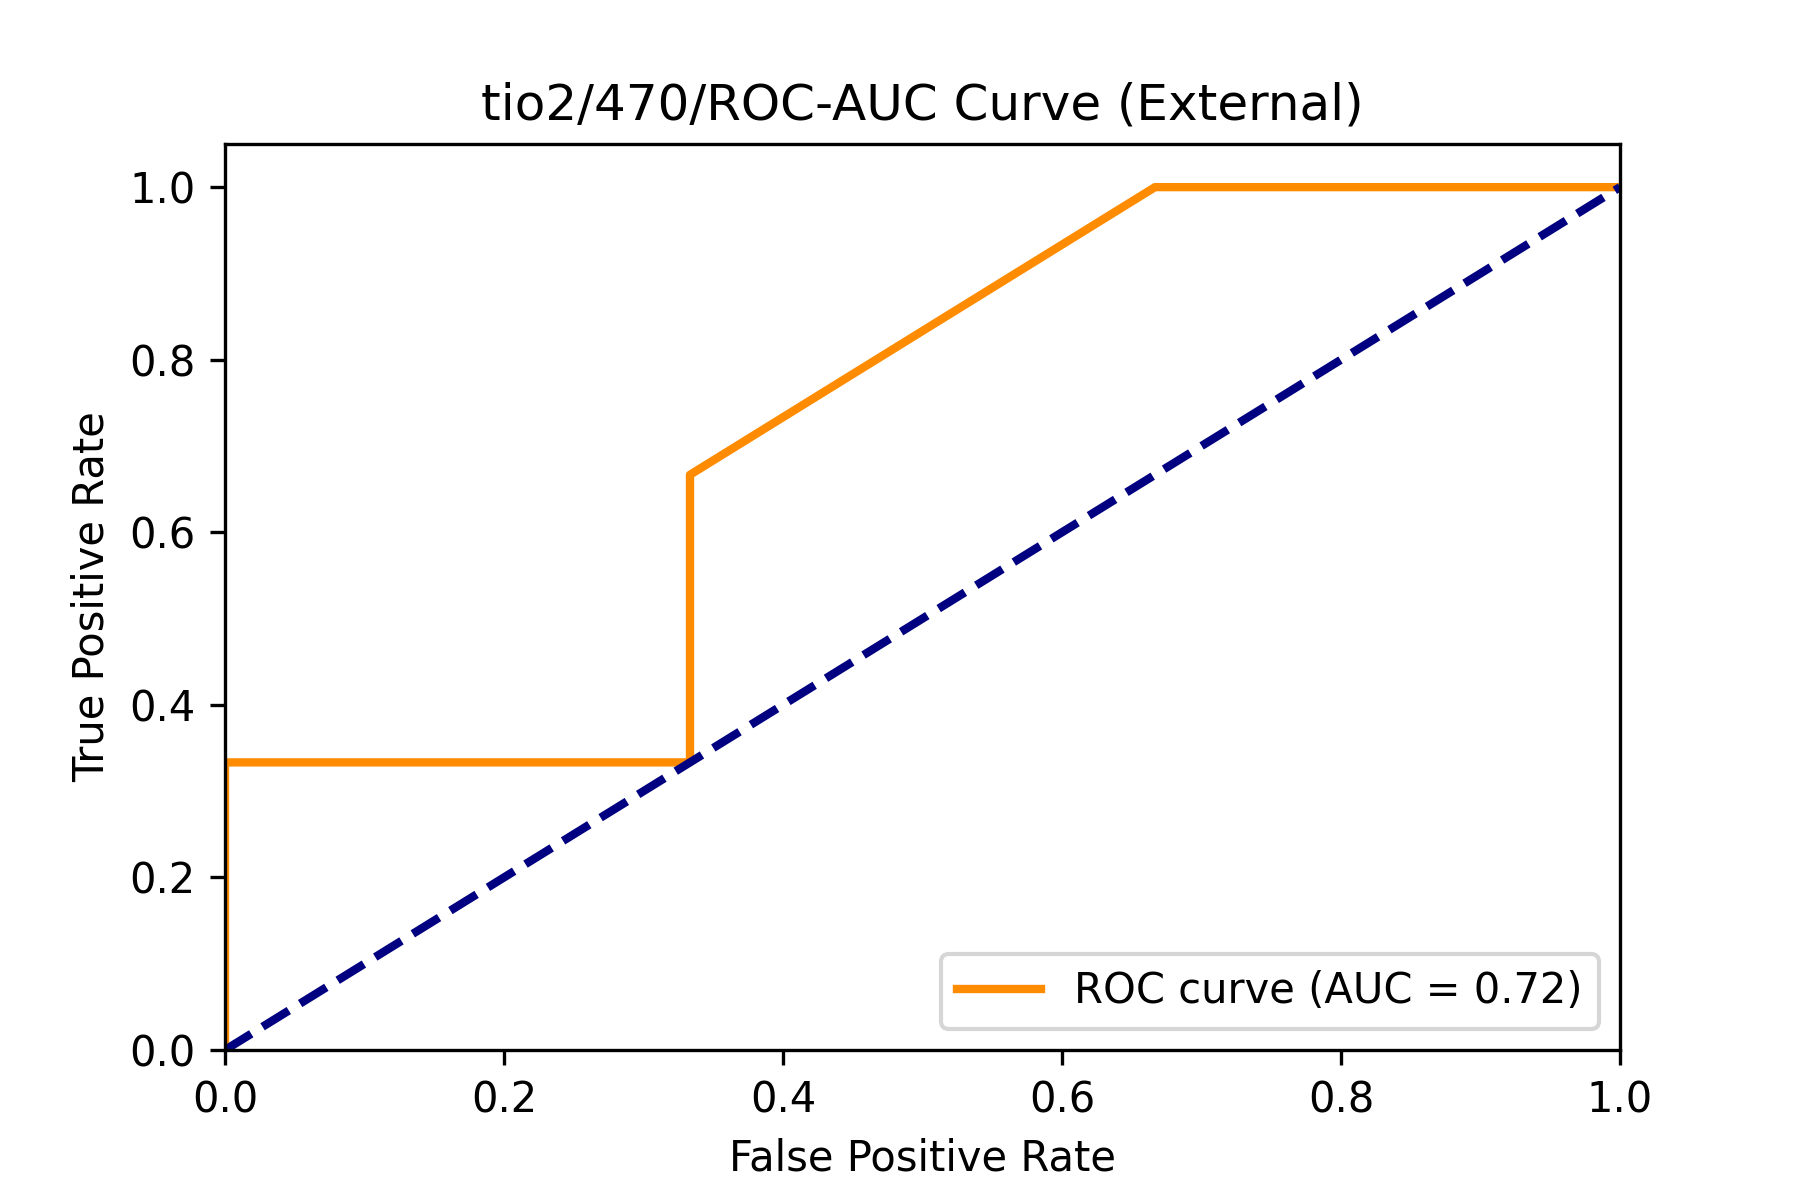 tio2/470/ROC-AUC Curve (External)
True Positive Rate
1.0
0.8
0.6
0.4
0.2
0.0
0.0 0.2 0.4 0.6 0.8 1.0
False Positive Rate
ROC curve (AUC = 0.72)